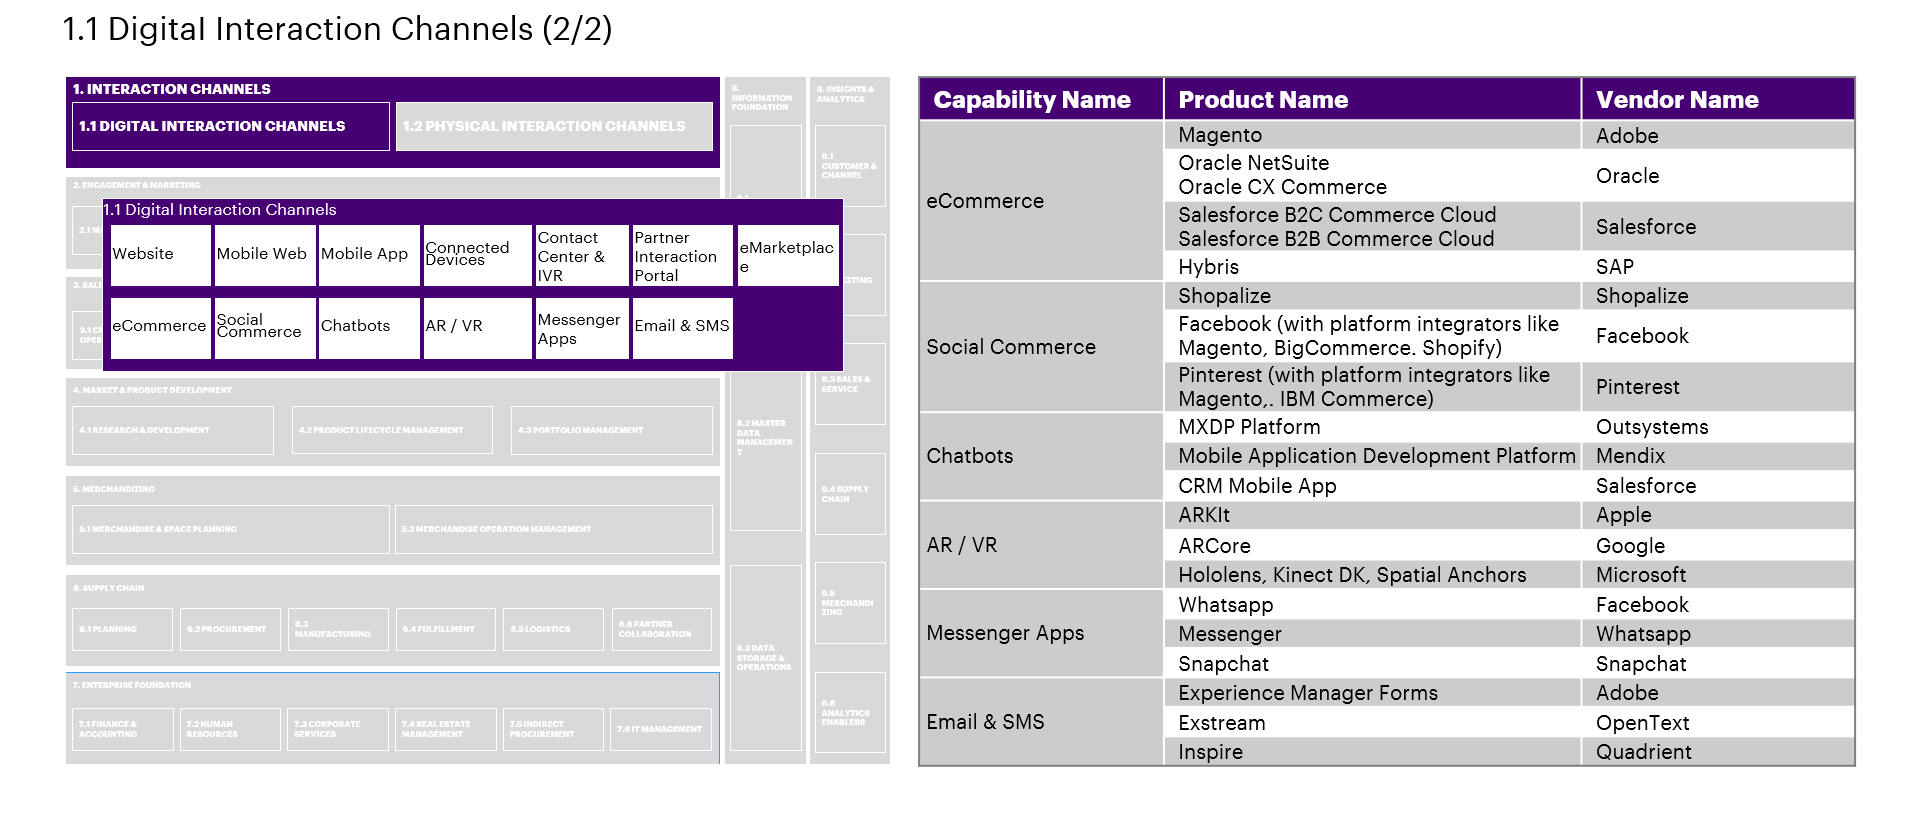 1.1 Digital Interaction Channels (2/2)
1. INTERACTION CHANNELS
1.1 DIGITAL INTERACTION CHANNELS
1.2 PHYSICAL INTERACTION CHANNELS
2. ENGAGEMENT & MARKETING
2.1
1.1 Digital Interaction Channels
Website
Mobile Web
Mobile App
Connected
Devices
Contact
Center &
IVR
Partner
Interaction
Portal
eMarketplac
e
eCommerce
Social
Commerce
Chatbots
AR / VR
Messenger
Apps
Email & SMS
3.
3.1
4. MARKET & PRODUCT DEVELOPMENT
4.1 RESEARCH & DEVELOPMENT
4.2 PRODUCT LIFECYCLE MANAGEMENT
4.3 PORTFOLIO MANAGEMENT
5. MERCHANDIZING
5.1 MERCHANDISE & SPACE PLANNING
5.2 MERCHANDISE OPERATION MANAGEMENT
6. SUPPLY CHAIN
6.1 PLANNING
6.2 PROCUREMENT
6.3
MANUFACTURING
6.4 FULFILLMENT
6.5 LOGISTICS
6.6 PARTNER
COLLABORATION
7. ENTERPRISE FOUNDATION
7.1 FINANCE &
ACCOUNTING
7.2 HUMAN
RESOURCES
7.3 CORPORATE
SERVICES
7.4 REAL ESTATE
MANAGEMENT
7.5 INDIRECT
PROCUREMENT
7.6 IT MANAGEMENT
8.
INFORMATION
FOUNDATION
8.2 MASTER
DATA
MANAGEMEN
T
8.3 DATA
STORAGE &
OPERATIONS
9. INSIGHTS &
ANALYTICS
9.1
CUSTOMER &
CHANNEL
9.3 SALES &
SERVICE
9.4 SUPPLY
CHAIN
9.5
MERCHANDI
ZING
9.6
ANALYTICS
ENABLERS
Capability Name Product Name Vendor Name
eCommerce
Magento Adobe
Oracle NetSuite
Oracle CX Commerce
Oracle
Salesforce B2C Commerce Cloud
Salesforce B2B Commerce Cloud
Salesforce
Hybris SAP
Social Commerce
Shopalize Shopalize
Facebook (with platform integrators like
Magento, BigCommerce. Shopify)
Facebook
Pinterest (with platform integrators like
Magento,. IBM Commerce)
Pinterest
Chatbots
MXDP Platform Outsystems
Mobile Application Development Platform Mendix
CRM Mobile App Salesforce
AR / VR
ARKIt Apple
ARCore Google
Hololens, Kinect DK, Spatial Anchors Microsoft
Messenger Apps
Whatsapp Facebook
Messenger Whatsapp
Snapchat Snapchat
Email & SMS
Experience Manager Forms Adobe
Exstream OpenText
Inspire Quadrient